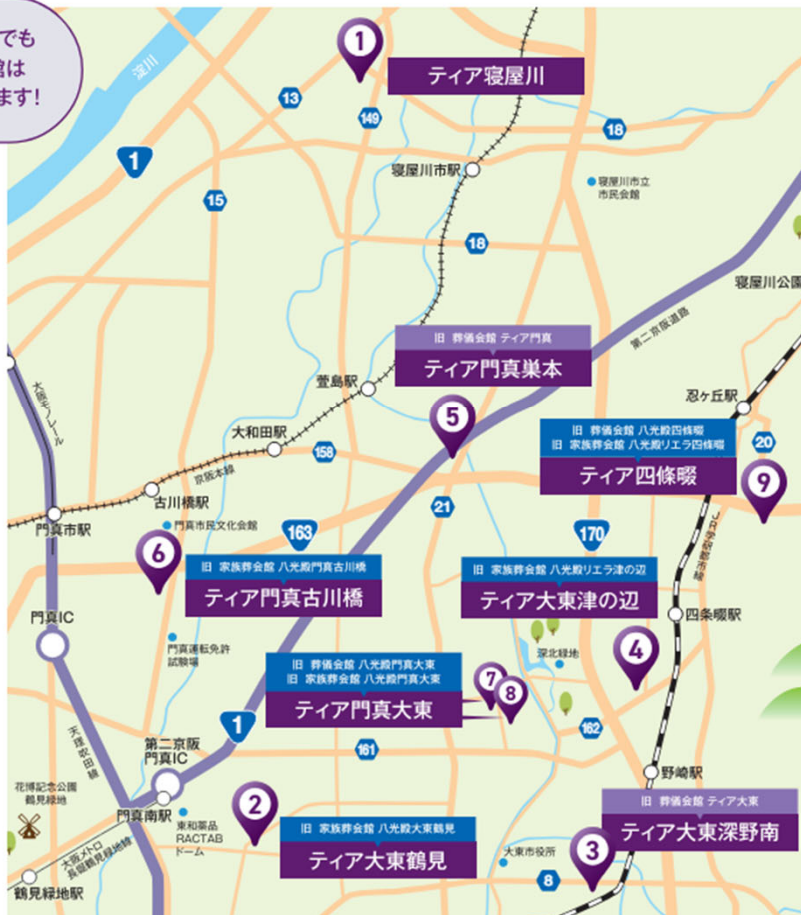 でも
館は
ます!
淀川
1
ティア寝屋川
13
149
18
1
寝屋川市駅
寝屋川市立
市民会館
15
18
寝屋川公園
第二京阪道路
旧 葬儀会館 ティア門真
ティア門真巣本
萱島駅
大阪モノレール
忍ヶ丘駅
5
大和田駅
158
京阪本線
旧 葬儀会館 八光殿四條畷
旧 家族葬会館 八光殿リエラ四條畷
ティア四條畷
20
9
古川橋駅
21
門真市駅
門真市民文化会館
163
170
JR学研都市線
6
旧 家族葬会館 八光殿門真古川橋
ティア門真古川橋
旧 家族葬会館 八光殿リエラ津の辺
ティア大東津の辺
四条畷駅
門真IC
門真運転免許
試験場
深北緑地
4
旧 葬儀会館 八光殿門真大東
旧 家族葬会館 八光殿門真大東
ティア門真大東
7
8
1
天理吹田線
第二京阪
門真IC
161
162
野崎駅
花博記念公園
鶴見緑地
門真南駅
2
東和薬品
RACTAB
ドーム
旧 家族葬会館 八光殿大東鶴見
ティア大東鶴見
旧 葬儀会館 ティア大東
ティア大東深野南
大阪メトロ
長堀鶴見緑地線
大東市役所
3
8
鶴見緑地駅